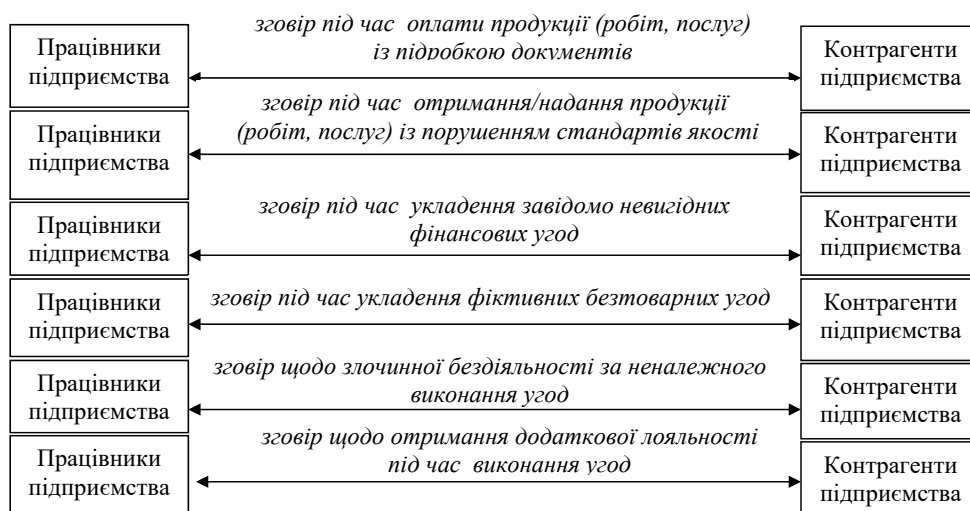 зговір під час оплати продукції (робіт, послуг)
із підробкою документів
Працівники
підприємства
Контрагенти
підприємства
зговір під час отримання/надання продукції
(робіт, послуг) із порушенням стандартів якості
Працівники
підприємства
Контрагенти
підприємства
зговір під час укладення завідомо невигідних
фінансових угод
Працівники
підприємства
Контрагенти
підприємства
зговір під час укладення фіктивних безтоварних угод
Працівники
підприємства
Контрагенти
підприємства
зговір щодо злочинної бездіяльності за неналежного
виконання угод
Працівники
підприємства
Контрагенти
підприємства
зговір щодо отримання додаткової лояльності
під час виконання угод
Працівники
підприємства
Контрагенти
підприємства